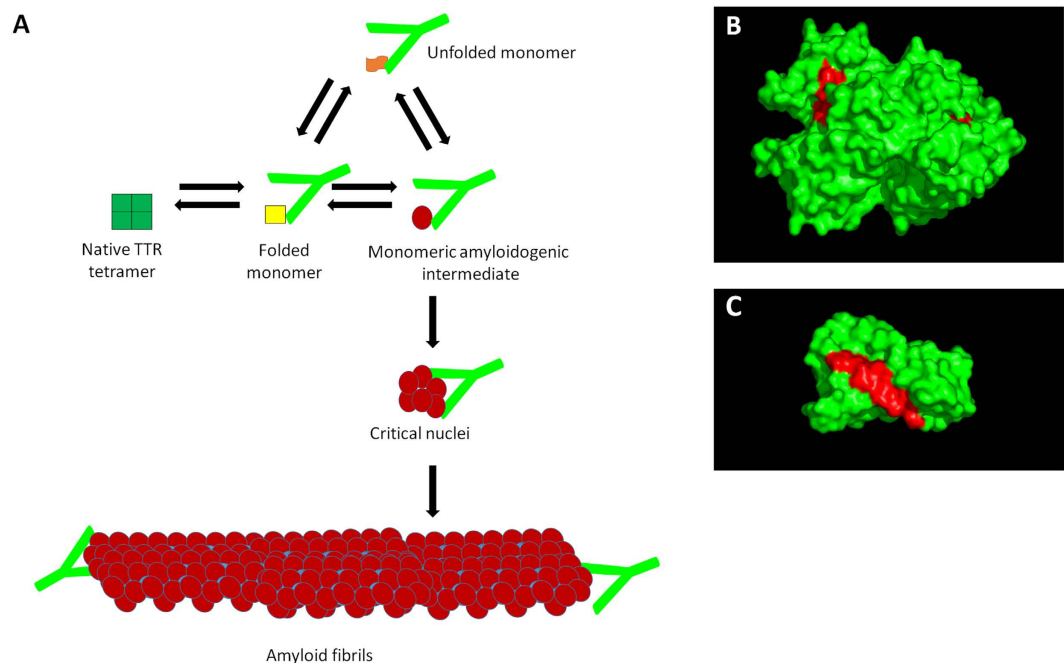 A
Unfolded monomer
Native TTR
tetramer
Folded
monomer
Monomeric amyloidogenic
intermediate
Critical nuclei
Amyloid fibrils
B
C